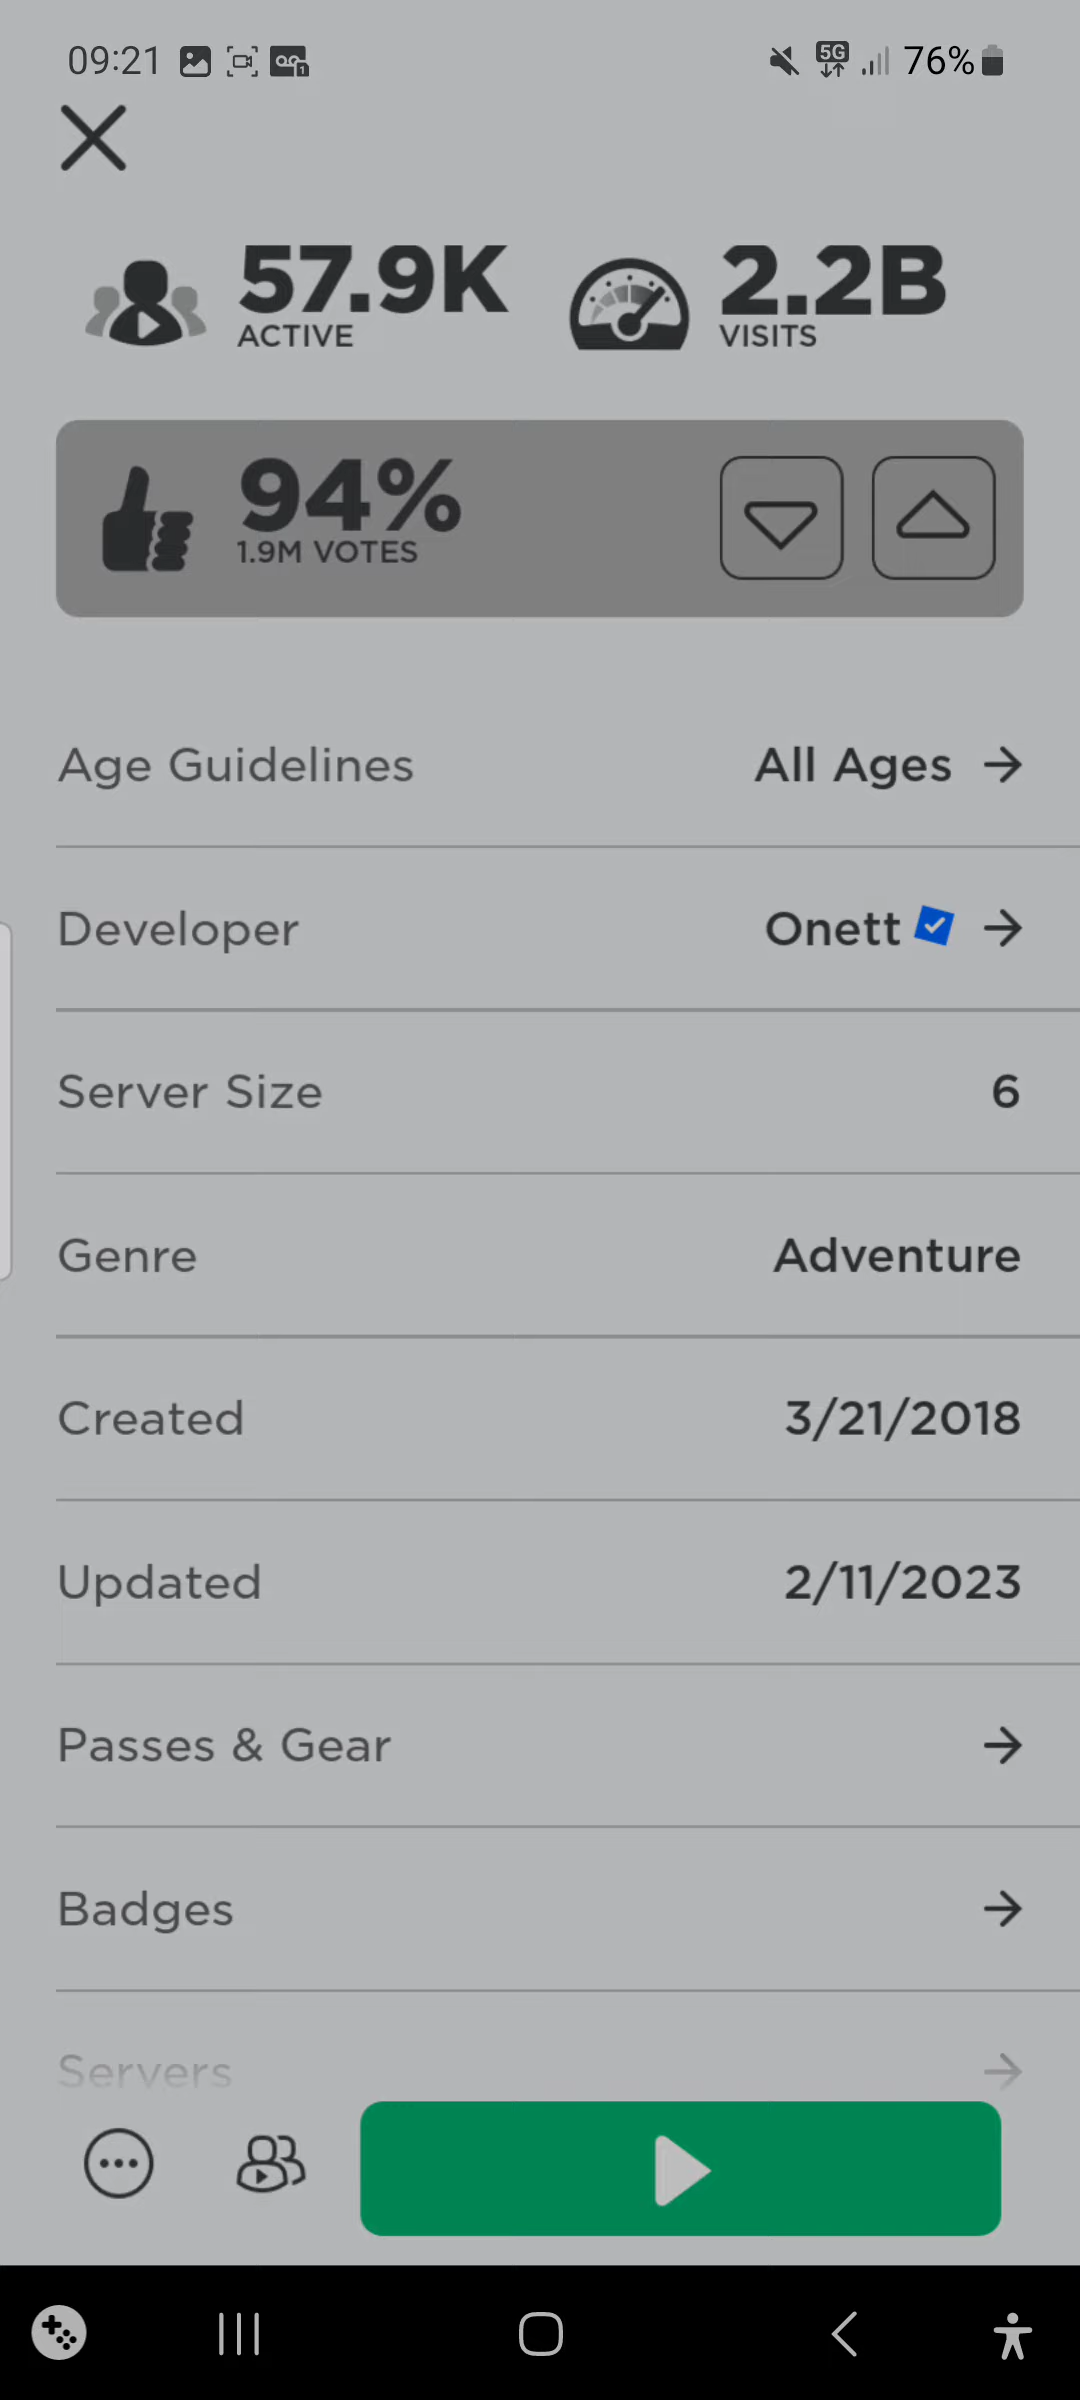 09:21 5G 76%
57.9K 2.2B
ACTIVE VISITS
94%
1.9M VOTES
Age Guidelines All Ages
Developer Onett
Server Size 6
Genre Adventure
Created 3/21/2018
Updated 2/11/2023
Passes & Gear
Badges
Servers